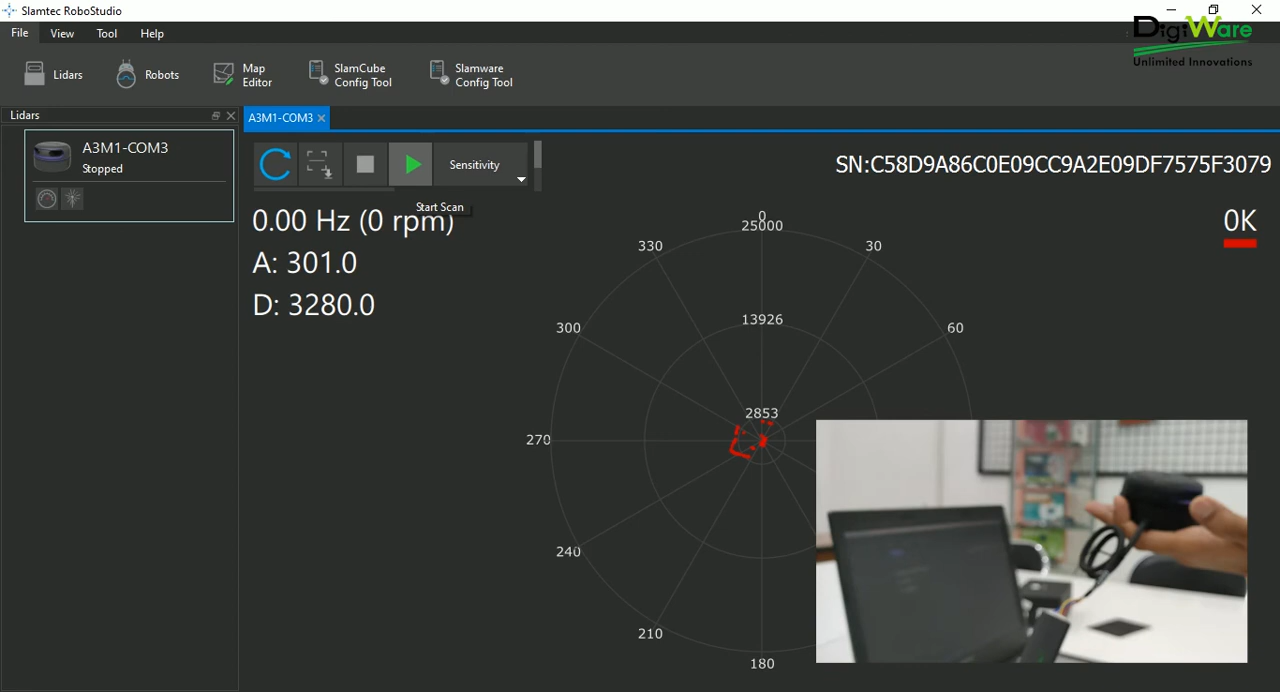 Slamtec RoboStudio
DigiWare
Unlimited Innovations
File View Tool Help
Lidars
Robots
Map
Editor
SlamCube
Config Tool
Slamware
Config Tool
Lidars
A3M1-COM3
A3M1-COM3
Stopped
Sensitivity
SN:C58D9A86C0E09CC9A2E09DF7575F3079
Start Scan
0.00 Hz (0 rpm)
A: 301.0
D: 3280.0
0K
0
25000
330
30
13926
300
60
2853
270
240
210
180